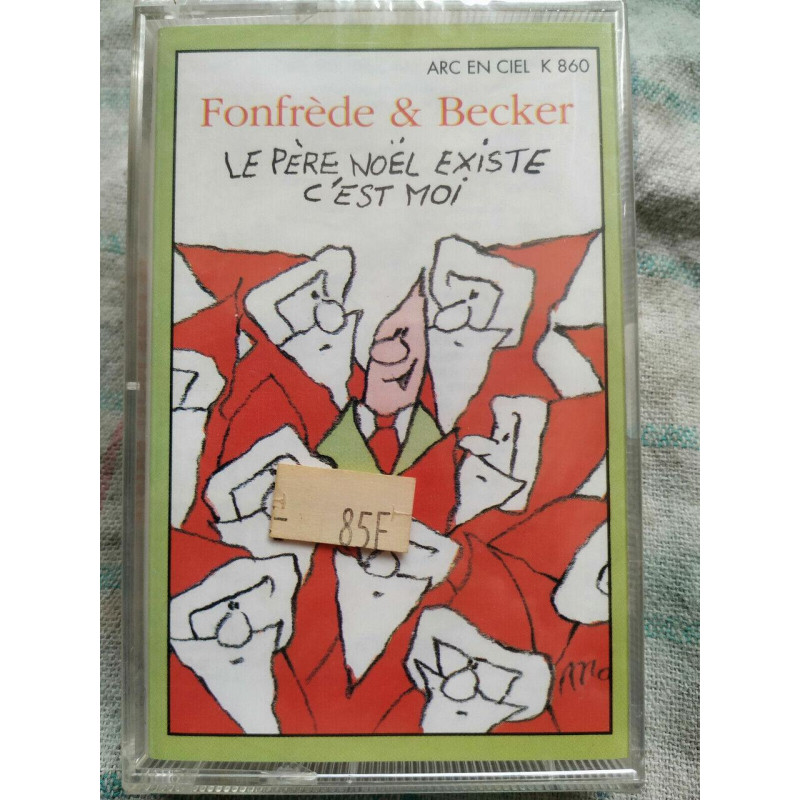 ARC EN CIEL K 860
Fonfrède & Becker
LE PÈRE NOËL EXISTE
C'EST MOI
85F